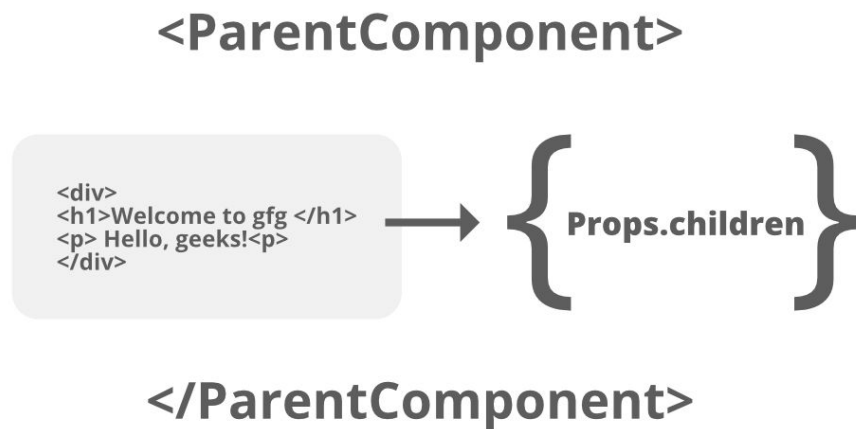 <ParentComponent>
<div>
<h1>Welcome to gfg </h1>
<p> Hello, geeks!<p>
</div>
{Props.children}
</ParentComponent>